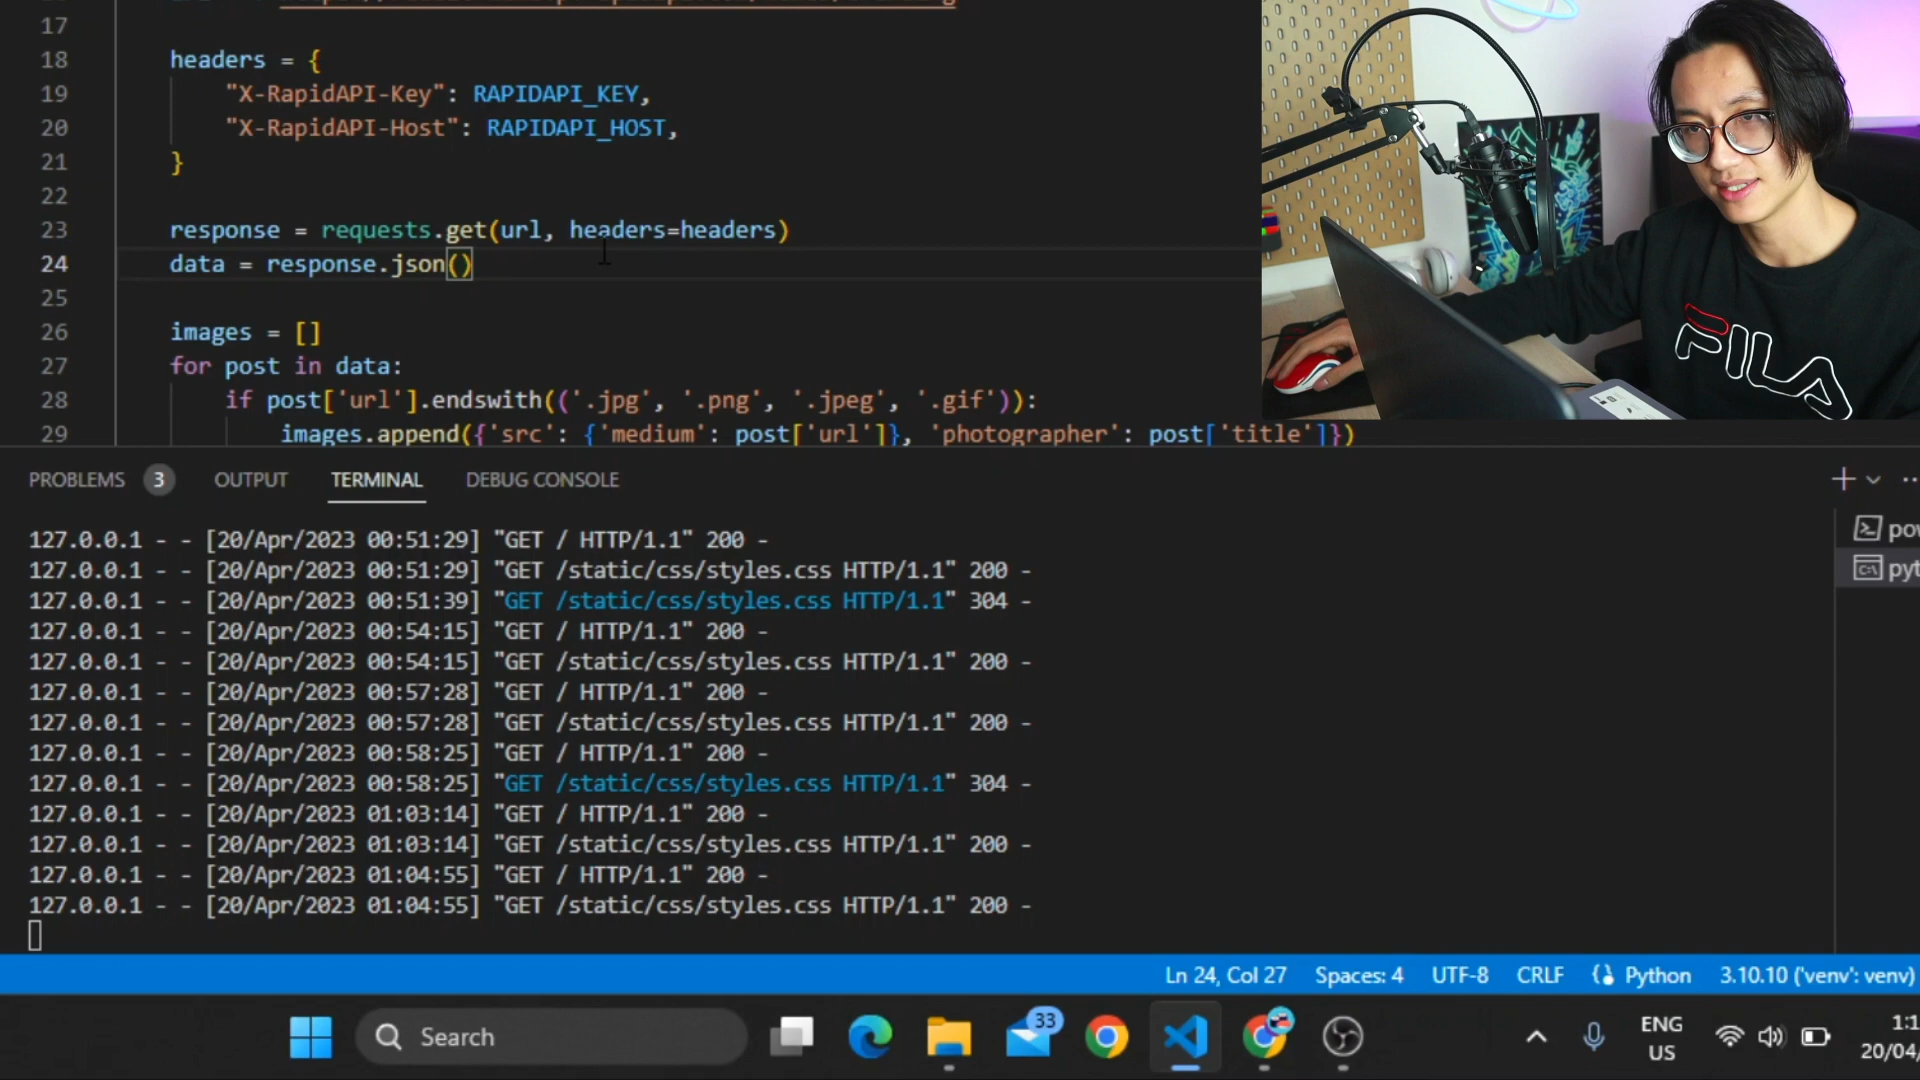 17
18 headers = {
19 "X-RapidAPI-Key": RAPIDAPI_KEY,
20 "X-RapidAPI-Host": RAPIDAPI_HOST,
21 }
22
23 response = requests.get(url, headers=headers)
24 data = response.json()
25
26 images = []
27 for post in data:
28 if post['url'].endswith(('.jpg', '.png', '.jpeg', '.gif')):
29 images.append({'src': {'medium': post['url']}, 'photographer': post['title']})
FILA
PROBLEMS 3 OUTPUT TERMINAL DEBUG CONSOLE
127.0.0.1 - - [20/Apr/2023 00:51:29] "GET / HTTP/1.1" 200 -
127.0.0.1 - - [20/Apr/2023 00:51:29] "GET /static/css/styles.css HTTP/1.1" 200 -
127.0.0.1 - - [20/Apr/2023 00:51:39] "GET /static/css/styles.css HTTP/1.1" 304 -
127.0.0.1 - - [20/Apr/2023 00:54:15] "GET / HTTP/1.1" 200 -
127.0.0.1 - - [20/Apr/2023 00:54:15] "GET /static/css/styles.css HTTP/1.1" 200 -
127.0.0.1 - - [20/Apr/2023 00:57:28] "GET / HTTP/1.1" 200 -
127.0.0.1 - - [20/Apr/2023 00:57:28] "GET /static/css/styles.css HTTP/1.1" 200 -
127.0.0.1 - - [20/Apr/2023 00:58:25] "GET / HTTP/1.1" 200 -
127.0.0.1 - - [20/Apr/2023 00:58:25] "GET /static/css/styles.css HTTP/1.1" 304 -
127.0.0.1 - - [20/Apr/2023 01:03:14] "GET / HTTP/1.1" 200 -
127.0.0.1 - - [20/Apr/2023 01:03:14] "GET /static/css/styles.css HTTP/1.1" 200 -
127.0.0.1 - - [20/Apr/2023 01:04:55] "GET / HTTP/1.1" 200 -
127.0.0.1 - - [20/Apr/2023 01:04:55] "GET /static/css/styles.css HTTP/1.1" 200 -
pow
pyt
Ln 24, Col 27 Spaces: 4 UTF-8 CRLF Python 3.10.10 ('venv': venv)
Search
33
ENG
US
1:1
20/04/